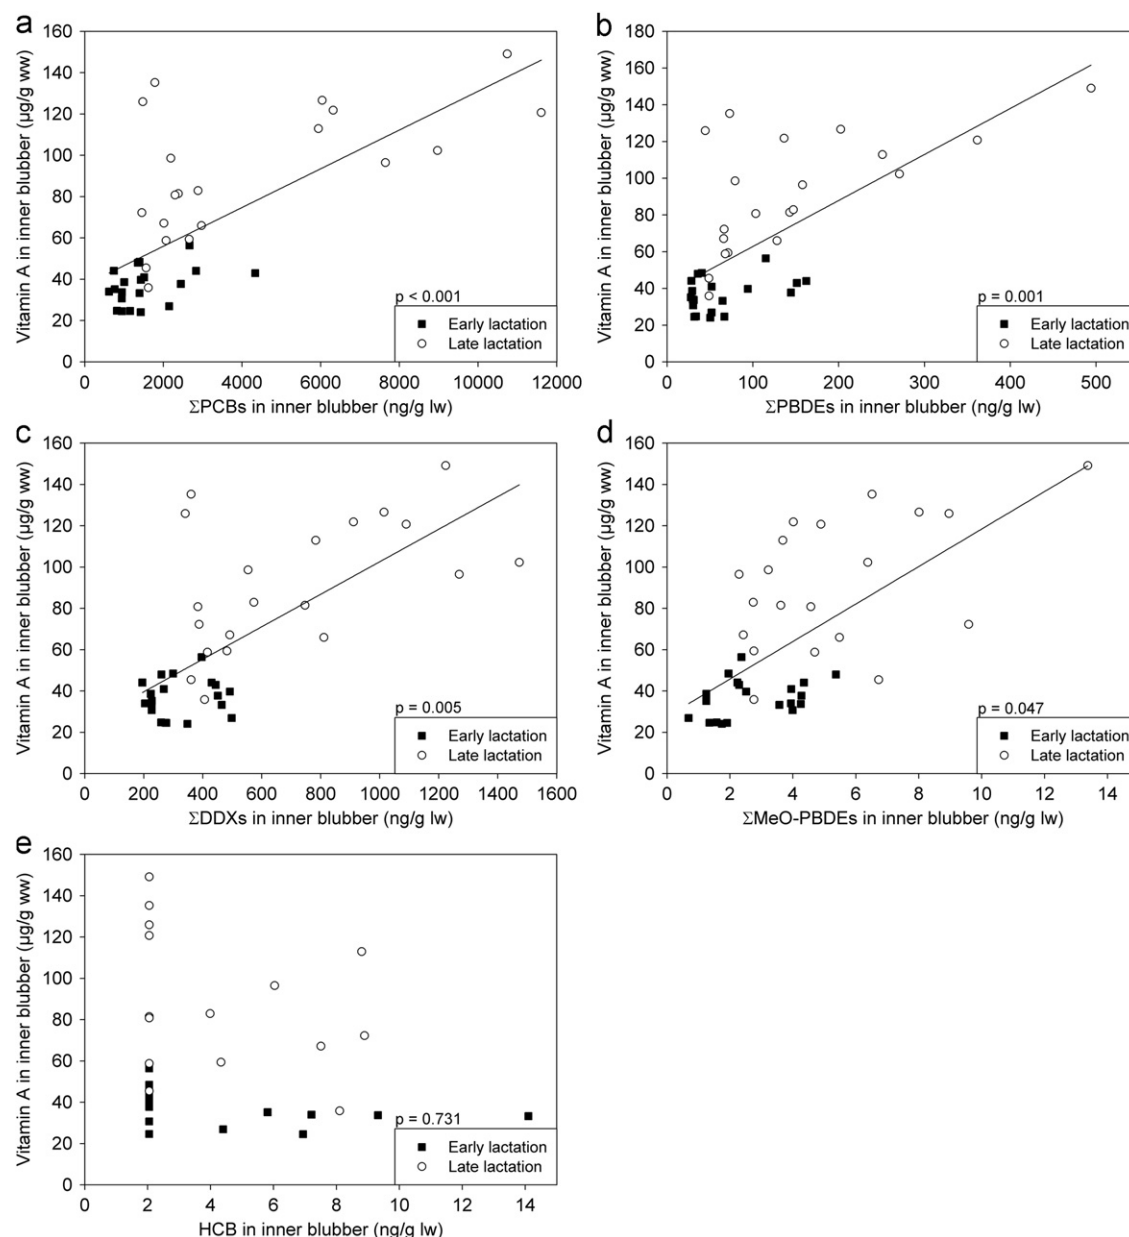 a
Vitamin A in inner blubber (µg/g ww)
160
140
120
100
80
60
40
20
0
p < 0.001
Early lactation
Late lactation
0 2000 4000 6000 8000 10000 12000
ΣPCBs in inner blubber (ng/g lw)
b
Vitamin A in inner blubber (µg/g ww)
180
160
140
120
100
80
60
40
20
0
p = 0.001
Early lactation
Late lactation
0 100 200 300 400 500
ΣPBDEs in inner blubber (ng/g lw)
c
Vitamin A in inner blubber (µg/g ww)
160
140
120
100
80
60
40
20
0
p = 0.005
Early lactation
Late lactation
0 200 400 600 800 1000 1200 1400 1600
ΣDDXs in inner blubber (ng/g lw)
d
Vitamin A in inner blubber (µg/g ww)
160
140
120
100
80
60
40
20
0
p = 0.047
Early lactation
Late lactation
0 2 4 6 8 10 12 14
ΣMeO-PBDEs in inner blubber (ng/g lw)
e
Vitamin A in inner blubber (µg/g ww)
160
140
120
100
80
60
40
20
0
p = 0.731
Early lactation
Late lactation
0 2 4 6 8 10 12 14
HCB in inner blubber (ng/g lw)